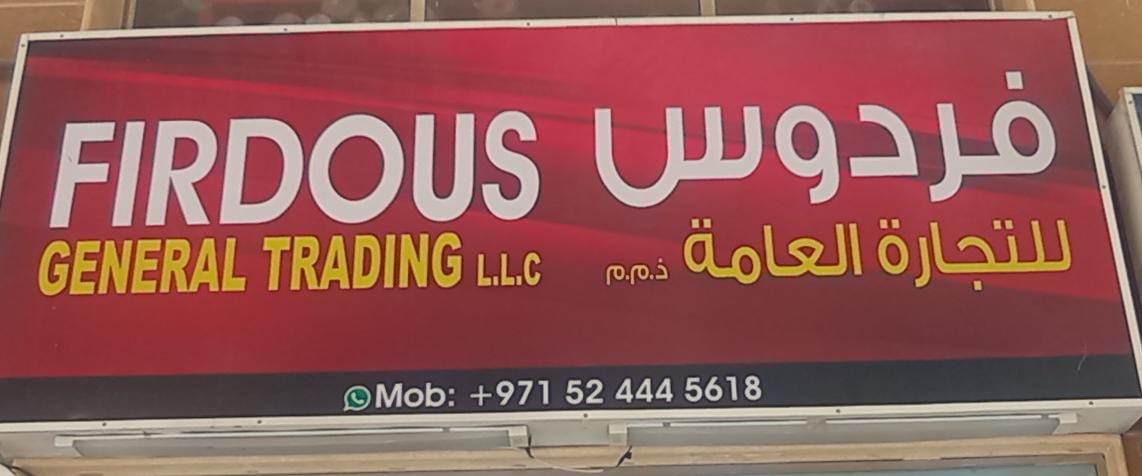 FIRDOUS فردوس
GENERAL TRADING L.L.C للتجارة العامة ذ.م.م
Mob: +971 52 444 5618